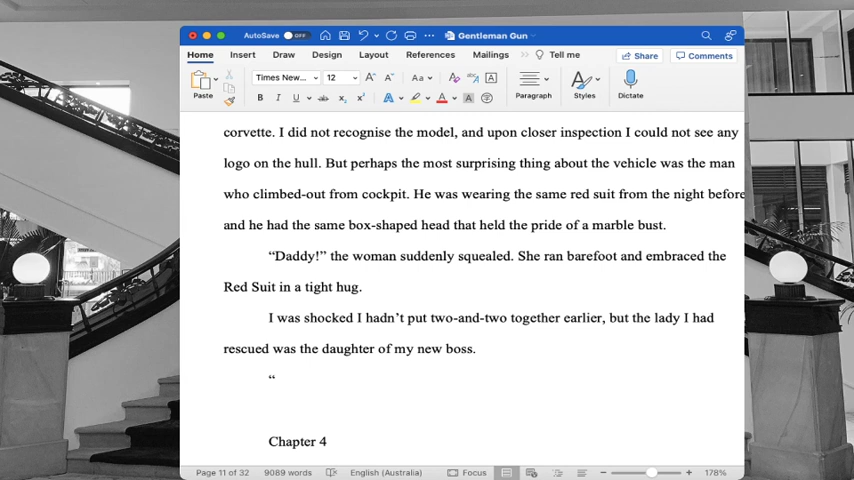 AutoSave OFF Gentleman Gun
Home Insert Draw Design Layout References Mailings Tell me Share Comments
Paste Times New... 12 Aa A Paragraph Styles Dictate
B I U ab x₂ x² A A A
corvette. I did not recognise the model, and upon closer inspection I could not see any
logo on the hull. But perhaps the most surprising thing about the vehicle was the man
who climbed-out from cockpit. He was wearing the same red suit from the night before
and he had the same box-shaped head that held the pride of a marble bust.
“Daddy!” the woman suddenly squealed. She ran barefoot and embraced the
Red Suit in a tight hug.
I was shocked I hadn’t put two-and-two together earlier, but the lady I had
rescued was the daughter of my new boss.
“
Chapter 4
Page 11 of 32 9089 words English (Australia) Focus 178%